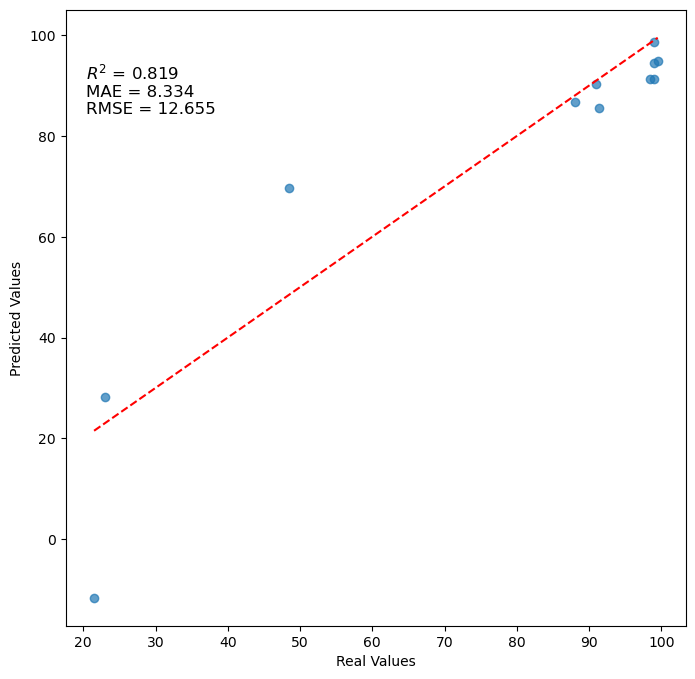 100
80
60
40
20
0
R² = 0.819
MAE = 8.334
RMSE = 12.655
Predicted Values
20 30 40 50 60 70 80 90 100
Real Values